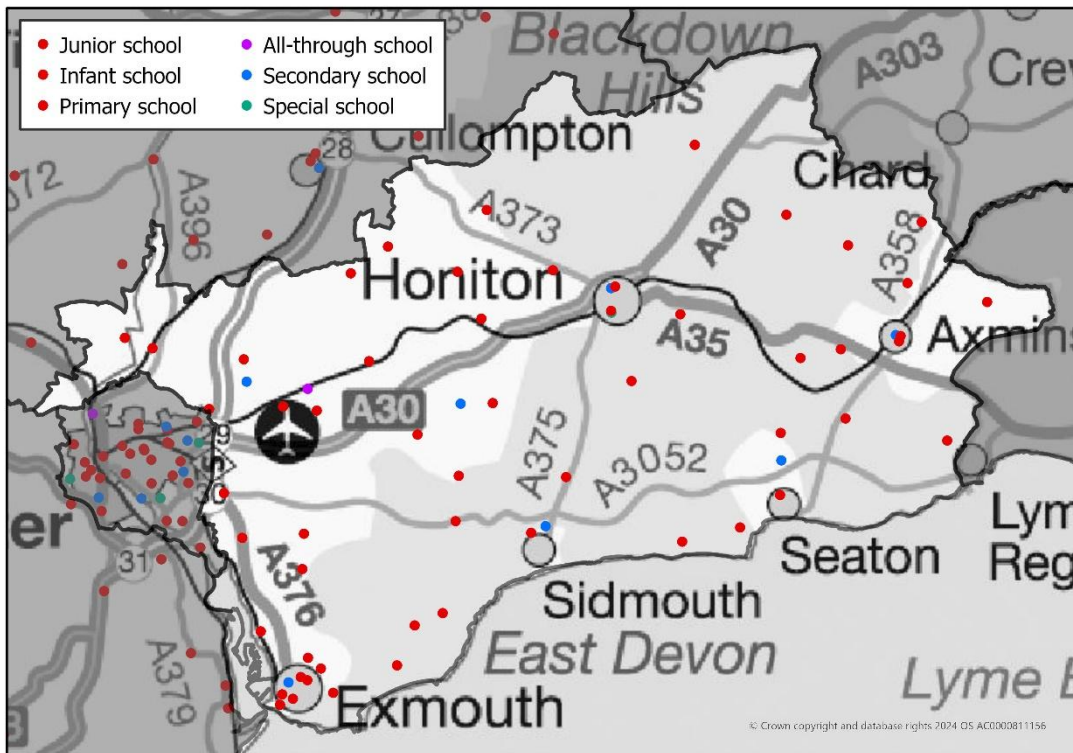 Junior school
Infant school
Primary school
All-through school
Secondary school
Special school
Blackdown
Hills
A303
Cre
Cullompton
28
Chard
072
A396
A373
A30
A358
Honiton
A35
Axmins
A30
A375
A3052
er
31
A376
Seaton
Lym
Reg
Sidmouth
East Devon
A379
Exmouth
Lyme B
© Crown copyright and database rights 2024 OS AC0000811156